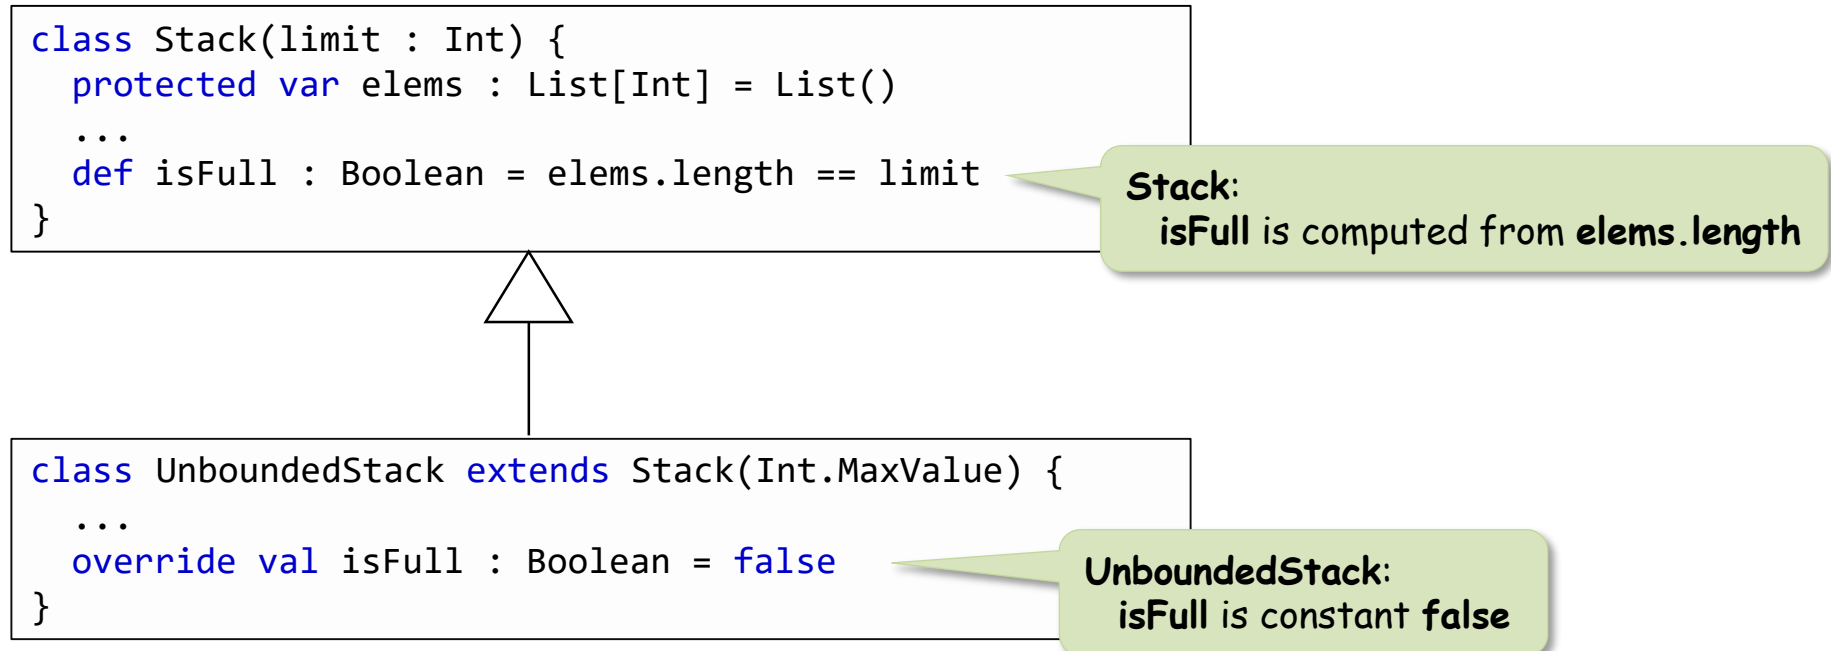 class Stack(limit : Int) {
  protected var elems : List[Int] = List()
  ...
  def isFull : Boolean = elems.length == limit
}
Stack:
isFull is computed from elems.length
class UnboundedStack extends Stack(Int.MaxValue) {
  ...
  override val isFull : Boolean = false
}
UnboundedStack:
isFull is constant false